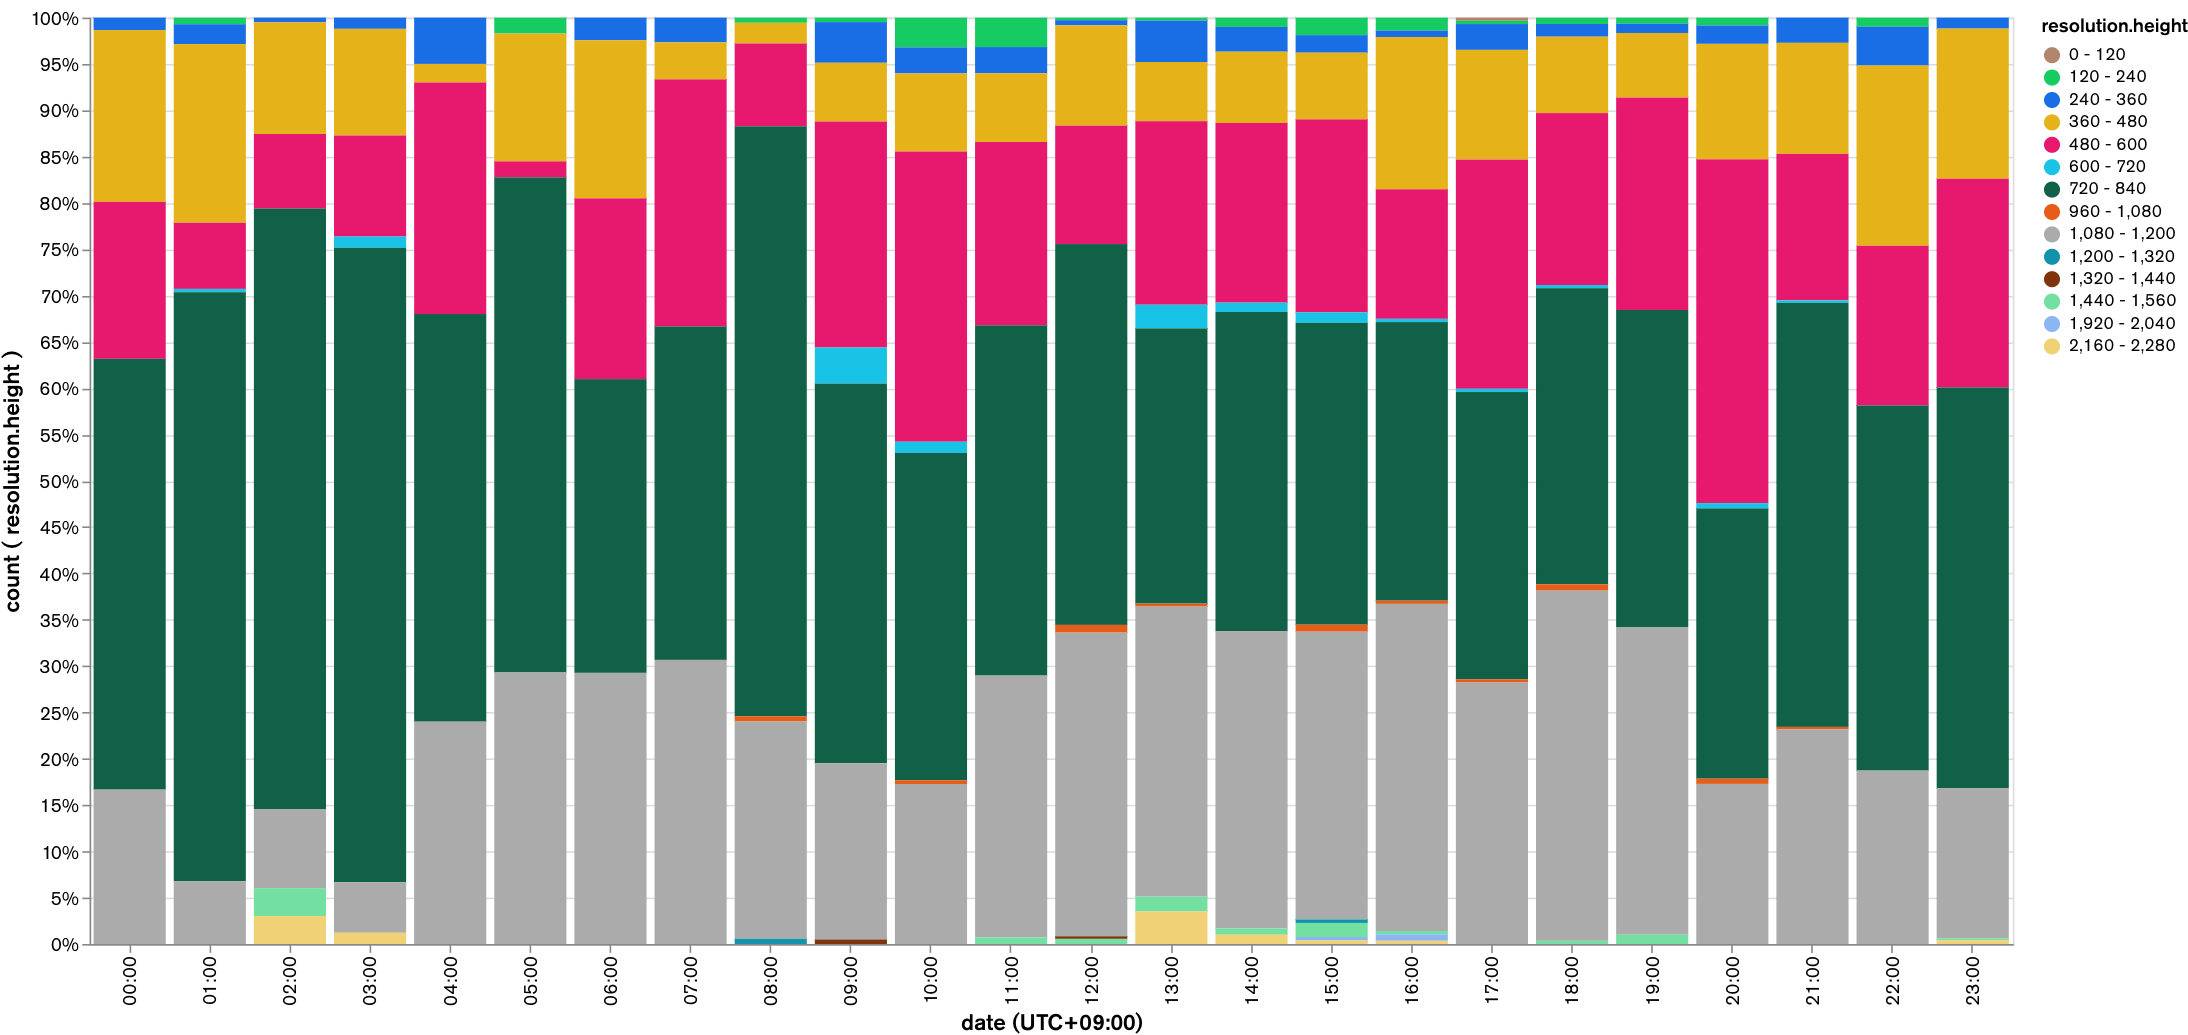 100%
95%
90%
85%
80%
75%
70%
65%
60%
55%
50%
45%
40%
35%
30%
25%
20%
15%
10%
5%
0%
count ( resolution.height )
00:00
01:00
02:00
03:00
04:00
05:00
06:00
07:00
08:00
09:00
10:00
11:00
12:00
13:00
14:00
15:00
16:00
17:00
18:00
19:00
20:00
21:00
22:00
23:00
date (UTC+09:00)
resolution.height
0 - 120
120 - 240
240 - 360
360 - 480
480 - 600
600 - 720
720 - 840
960 - 1,080
1,080 - 1,200
1,200 - 1,320
1,320 - 1,440
1,440 - 1,560
1,920 - 2,040
2,160 - 2,280